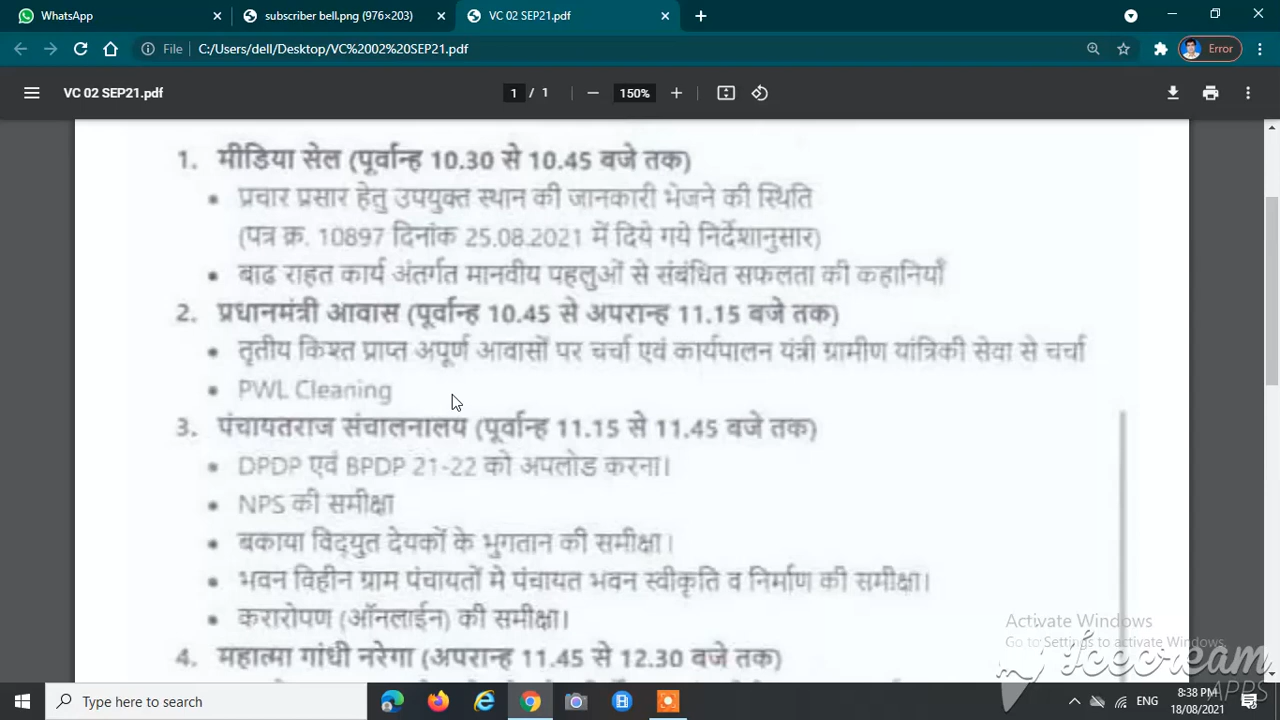 WhatsApp
subscriber bell.png (976×203)
VC 02 SEP21.pdf
File
C:/Users/dell/Desktop/VC%2002%20SEP21.pdf
Error
VC 02 SEP21.pdf
1 / 1
150%
1. मीडिया सेल (पूर्वान्ह 10.30 से 10.45 बजे तक)
• प्रचार प्रसार हेतु उपयुक्त स्थान की जानकारी भेजने की स्थिति
(पत्र क्र. 10897 दिनांक 25.08.2021 में दिये गये निर्देशानुसार)
• बाढ राहत कार्य अंतर्गत मानवीय पहलुओं से संबंधित सफलता की कहानियाँ
2. प्रधानमंत्री आवास (पूर्वान्ह 10.45 से अपरान्ह 11.15 बजे तक)
• तृतीय किश्त प्राप्त अपूर्ण आवासों पर चर्चा एवं कार्यपालन यंत्री ग्रामीण यांत्रिकी सेवा से चर्चा
• PWL Cleaning
3. पंचायतराज संचालनालय (पूर्वान्ह 11.15 से 11.45 बजे तक)
• DPDP एवं BPDP 21-22 को अपलोड करना।
• NPS की समीक्षा
• बकाया विद्युत देयकों के भुगतान की समीक्षा।
• भवन विहीन ग्राम पंचायतों मे पंचायत भवन स्वीकृति व निर्माण की समीक्षा।
• करारोपण (ऑनलाईन) की समीक्षा।
4. महात्मा गांधी नरेगा (अपरान्ह 11.45 से 12.30 बजे तक)
Activate Windows
Go to Settings to activate Windows.
Icecream
APPS
Type here to search
ENG
8:38 PM
18/08/2021